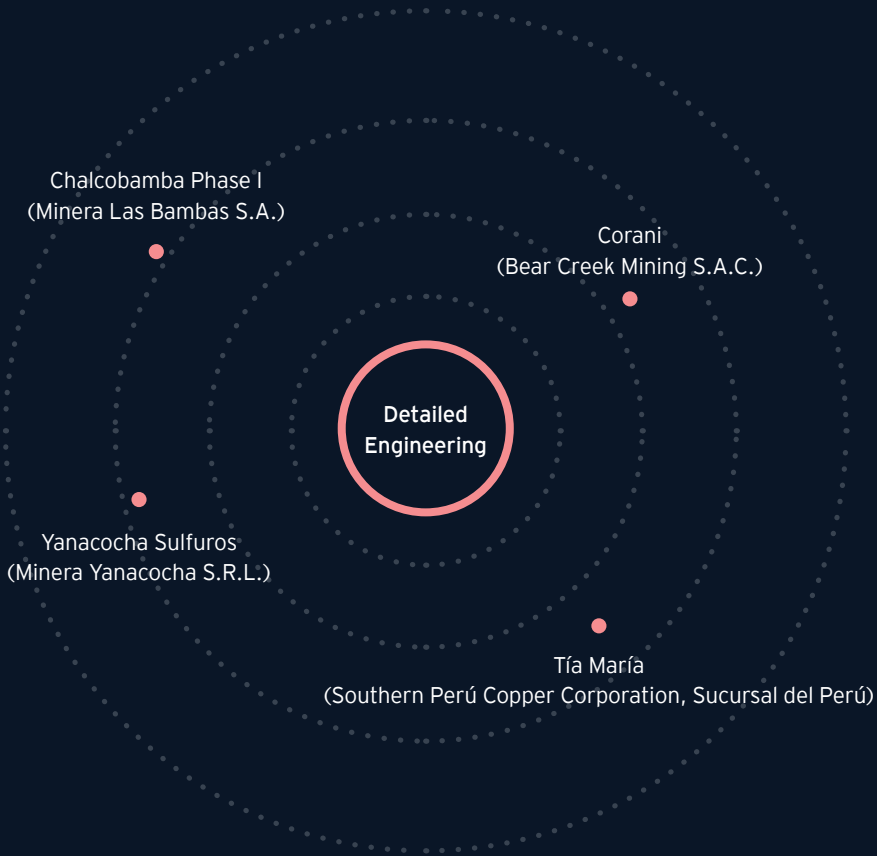 Chalcobamba Phase I
(Minera Las Bambas S.A.)
Corani
(Bear Creek Mining S.A.C.)
Detailed
Engineering
Yanacocha Sulfuros
(Minera Yanacocha S.R.L.)
Tía María
(Southern Perú Copper Corporation, Sucursal del Perú)